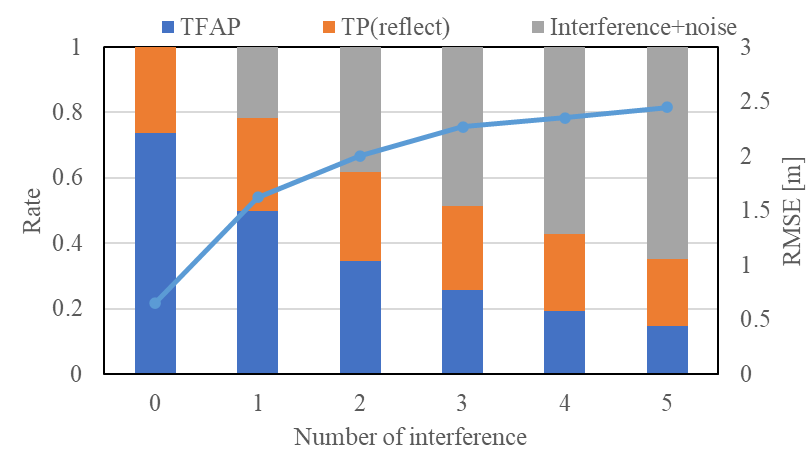 TFAP TP(reflect) Interference+noise
1 3
2.5
0.8
2
0.6
1.5
0.4
1
0.2
0.5
0 0
Rate
RMSE [m]
0 1 2 3 4 5
Number of interference